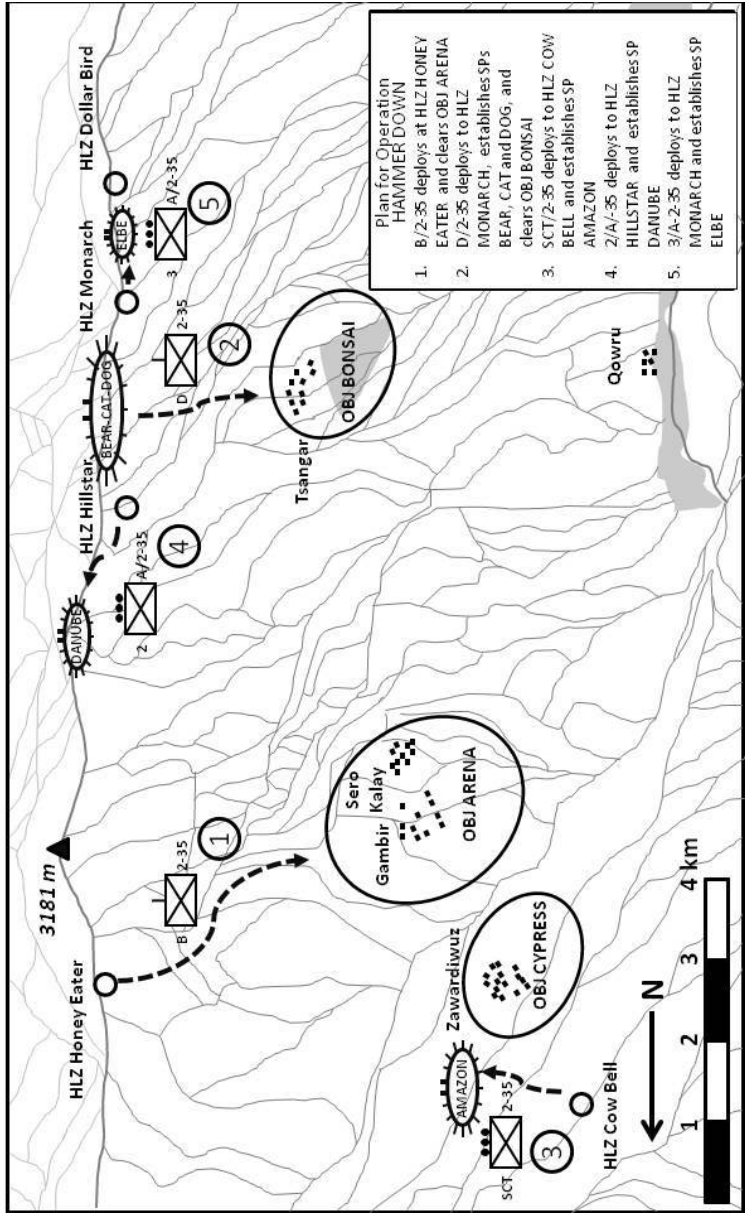 HLZ Honey Eater
3181 m
DANUBE
HLZ Hillstar
BEAR-CAT-DOG
HLZ Monarch
ELBE
HLZ Dollar Bird
B
2-35
1
2
A/2-35
4
D
2-35
2
3
A/2-35
5
Gambir
Sero
Kalay
OBJ ARENA
Tsangar
OBJ BONSAI
Zawardiwuz
OBJ CYPRESS
AMAZON
SCT
2-35
3
HLZ Cow Bell
Qowru
N
1
2
3
4 km
Plan for Operation
HAMMER DOWN
1. B/2-35 deploys at HLZ HONEY
EATER and clears OBJ ARENA
2. D/2-35 deploys to HLZ
MONARCH, establishes SPs
BEAR, CAT and DOG, and
clears OBJ BONSAI
3. SCT/2-35 deploys to HLZ COW
BELL and establishes SP
AMAZON
4. 2/A/-35 deploys to HLZ
HILLSTAR and establishes SP
DANUBE
5. 3/A-2-35 deploys to HLZ
MONARCH and establishes SP
ELBE